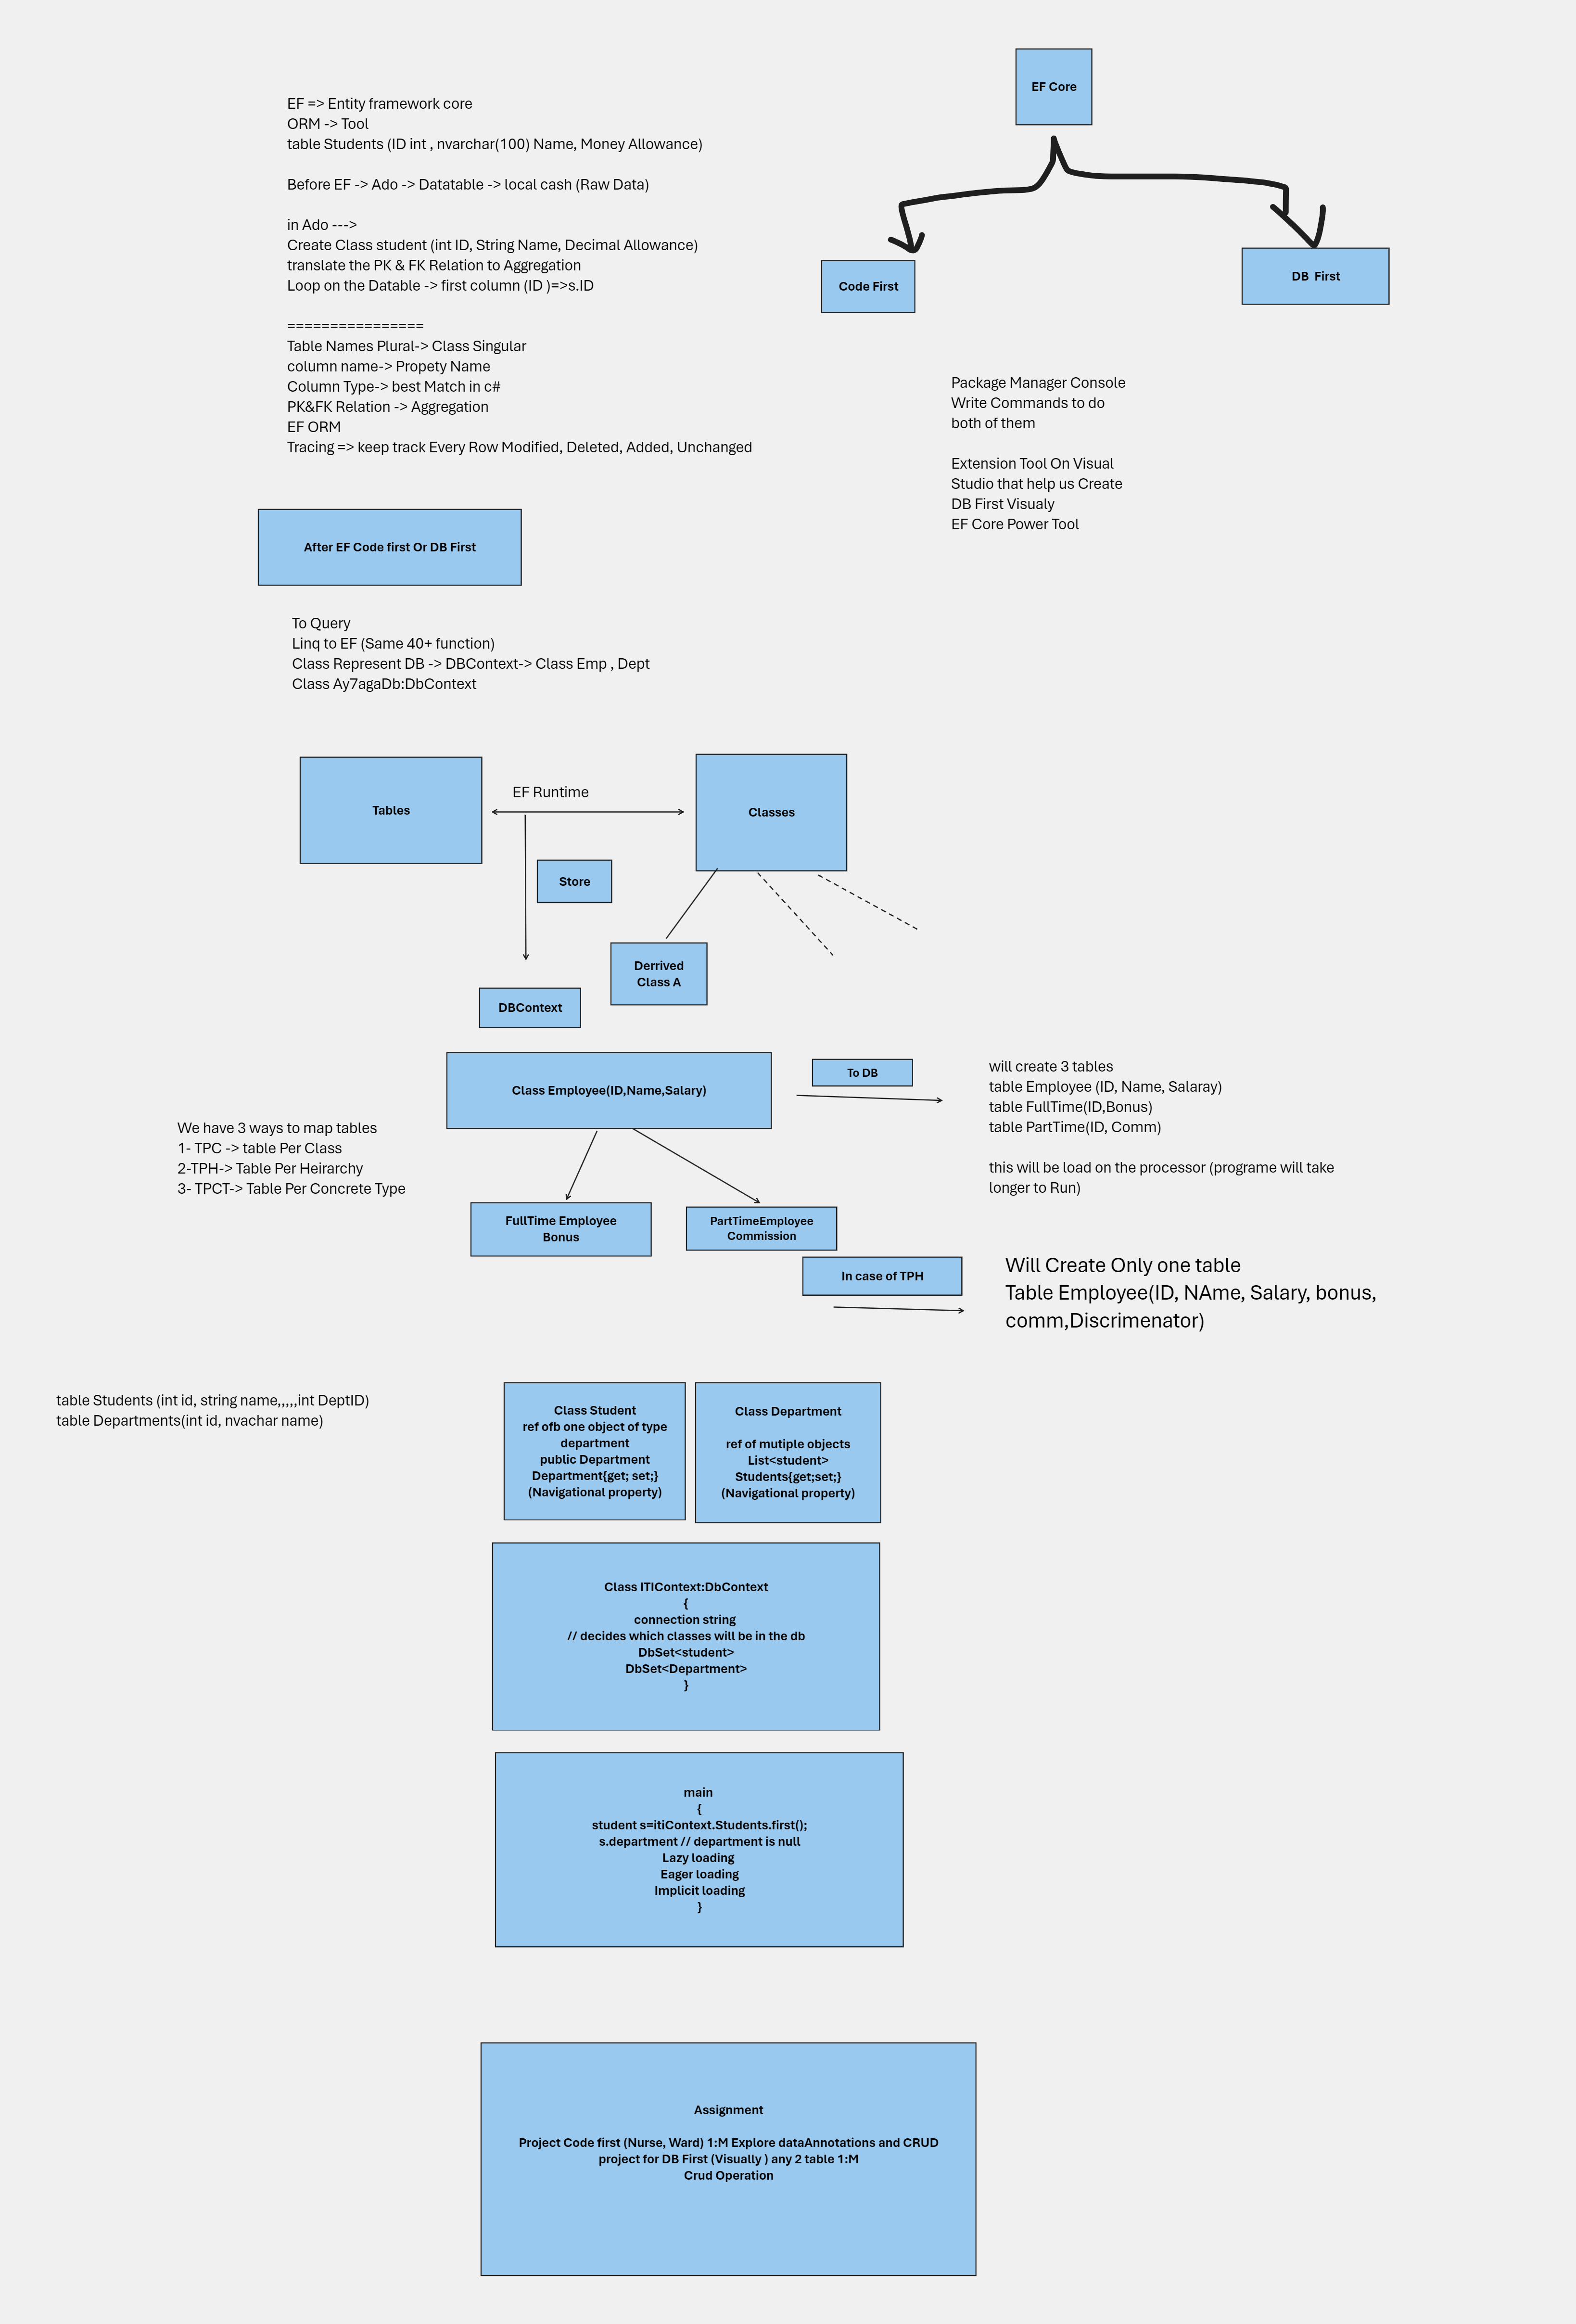 EF Core
EF => Entity framework core
ORM -> Tool
table Students (ID int , nvarchar(100) Name, Money Allowance)
Before EF -> Ado -> Datatable -> local cash (Raw Data)
in Ado --->
Create Class student (int ID, String Name, Decimal Allowance)
translate the PK & FK Relation to Aggregation
Loop on the Datable -> first column (ID )=>s.ID
================
Table Names Plural-> Class Singular
column name-> Propety Name
Column Type-> best Match in c#
PK&FK Relation -> Aggregation
EF ORM
Tracing => keep track Every Row Modified, Deleted, Added, Unchanged
Code First
DB First
Package Manager Console
Write Commands to do
both of them
Extension Tool On Visual
Studio that help us Create
DB First Visualy
EF Core Power Tool
After EF Code first Or DB First
To Query
Linq to EF (Same 40+ function)
Class Represent DB -> DBContext-> Class Emp , Dept
Class Ay7agaDb:DbContext
Tables
EF Runtime
Classes
Store
Derrived
Class A
DBContext
Class Employee(ID,Name,Salary)
To DB
will create 3 tables
table Employee (ID, Name, Salaray)
table FullTime(ID,Bonus)
table PartTime(ID, Comm)
this will be load on the processor (programe will take
longer to Run)
We have 3 ways to map tables
1- TPC -> table Per Class
2-TPH-> Table Per Heirarchy
3- TPCT-> Table Per Concrete Type
FullTime Employee
Bonus
PartTimeEmployee
Commission
In case of TPH
Will Create Only one table
Table Employee(ID, NAme, Salary, bonus,
comm,Discrimenator)
table Students (int id, string name,,,,,int DeptID)
table Departments(int id, nvachar name)
Class Student
ref ofb one object of type
department
public Department
Department{get; set;}
(Navigational property)
Class Department
ref of mutiple objects
List<student>
Students{get;set;}
(Navigational property)
Class ITIContext:DbContext
{
connection string
// decides which classes will be in the db
DbSet<student>
DbSet<Department>
}
main
{
student s=itiContext.Students.first();
s.department // department is null
Lazy loading
Eager loading
Implicit loading
}
Assignment
Project Code first (Nurse, Ward) 1:M Explore dataAnnotations and CRUD
project for DB First (Visually ) any 2 table 1:M
Crud Operation